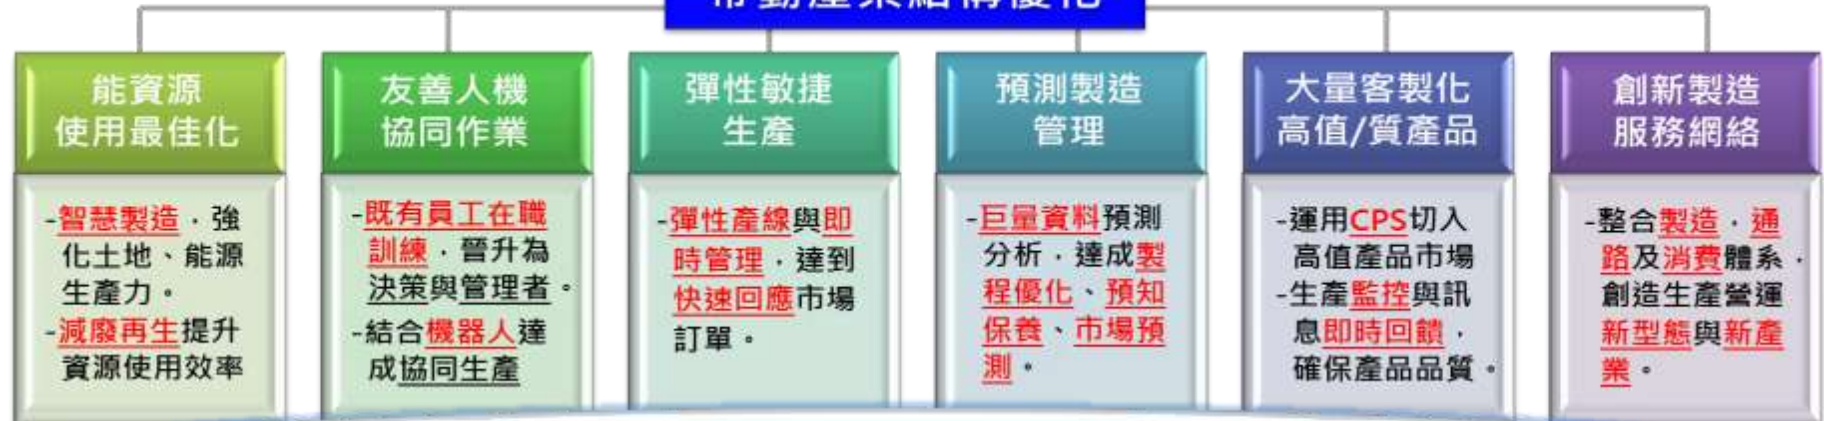 帶動產業結構優化
能資源
使用最佳化
-智慧製造，強
化土地、能源
生產力。
-減廢再生提升
資源使用效率
友善人機
協同作業
-既有員工在職
訓練，晉升為
決策與管理者。
-結合機器人達
成協同生產
彈性敏捷
生產
-彈性產線與即
時管理，達到
快速回應市場
訂單。
預測製造
管理
-巨量資料預測
分析，達成製
程優化、預知
保養、市場預
測。
大量客製化
高值/質產品
-運用CPS切入
高值產品市場
-生產監控與訊
息即時回饋，
確保產品品質。
創新製造
服務網絡
-整合製造，通
路及消費體系，
創造生產營運
新型態與新產
業。